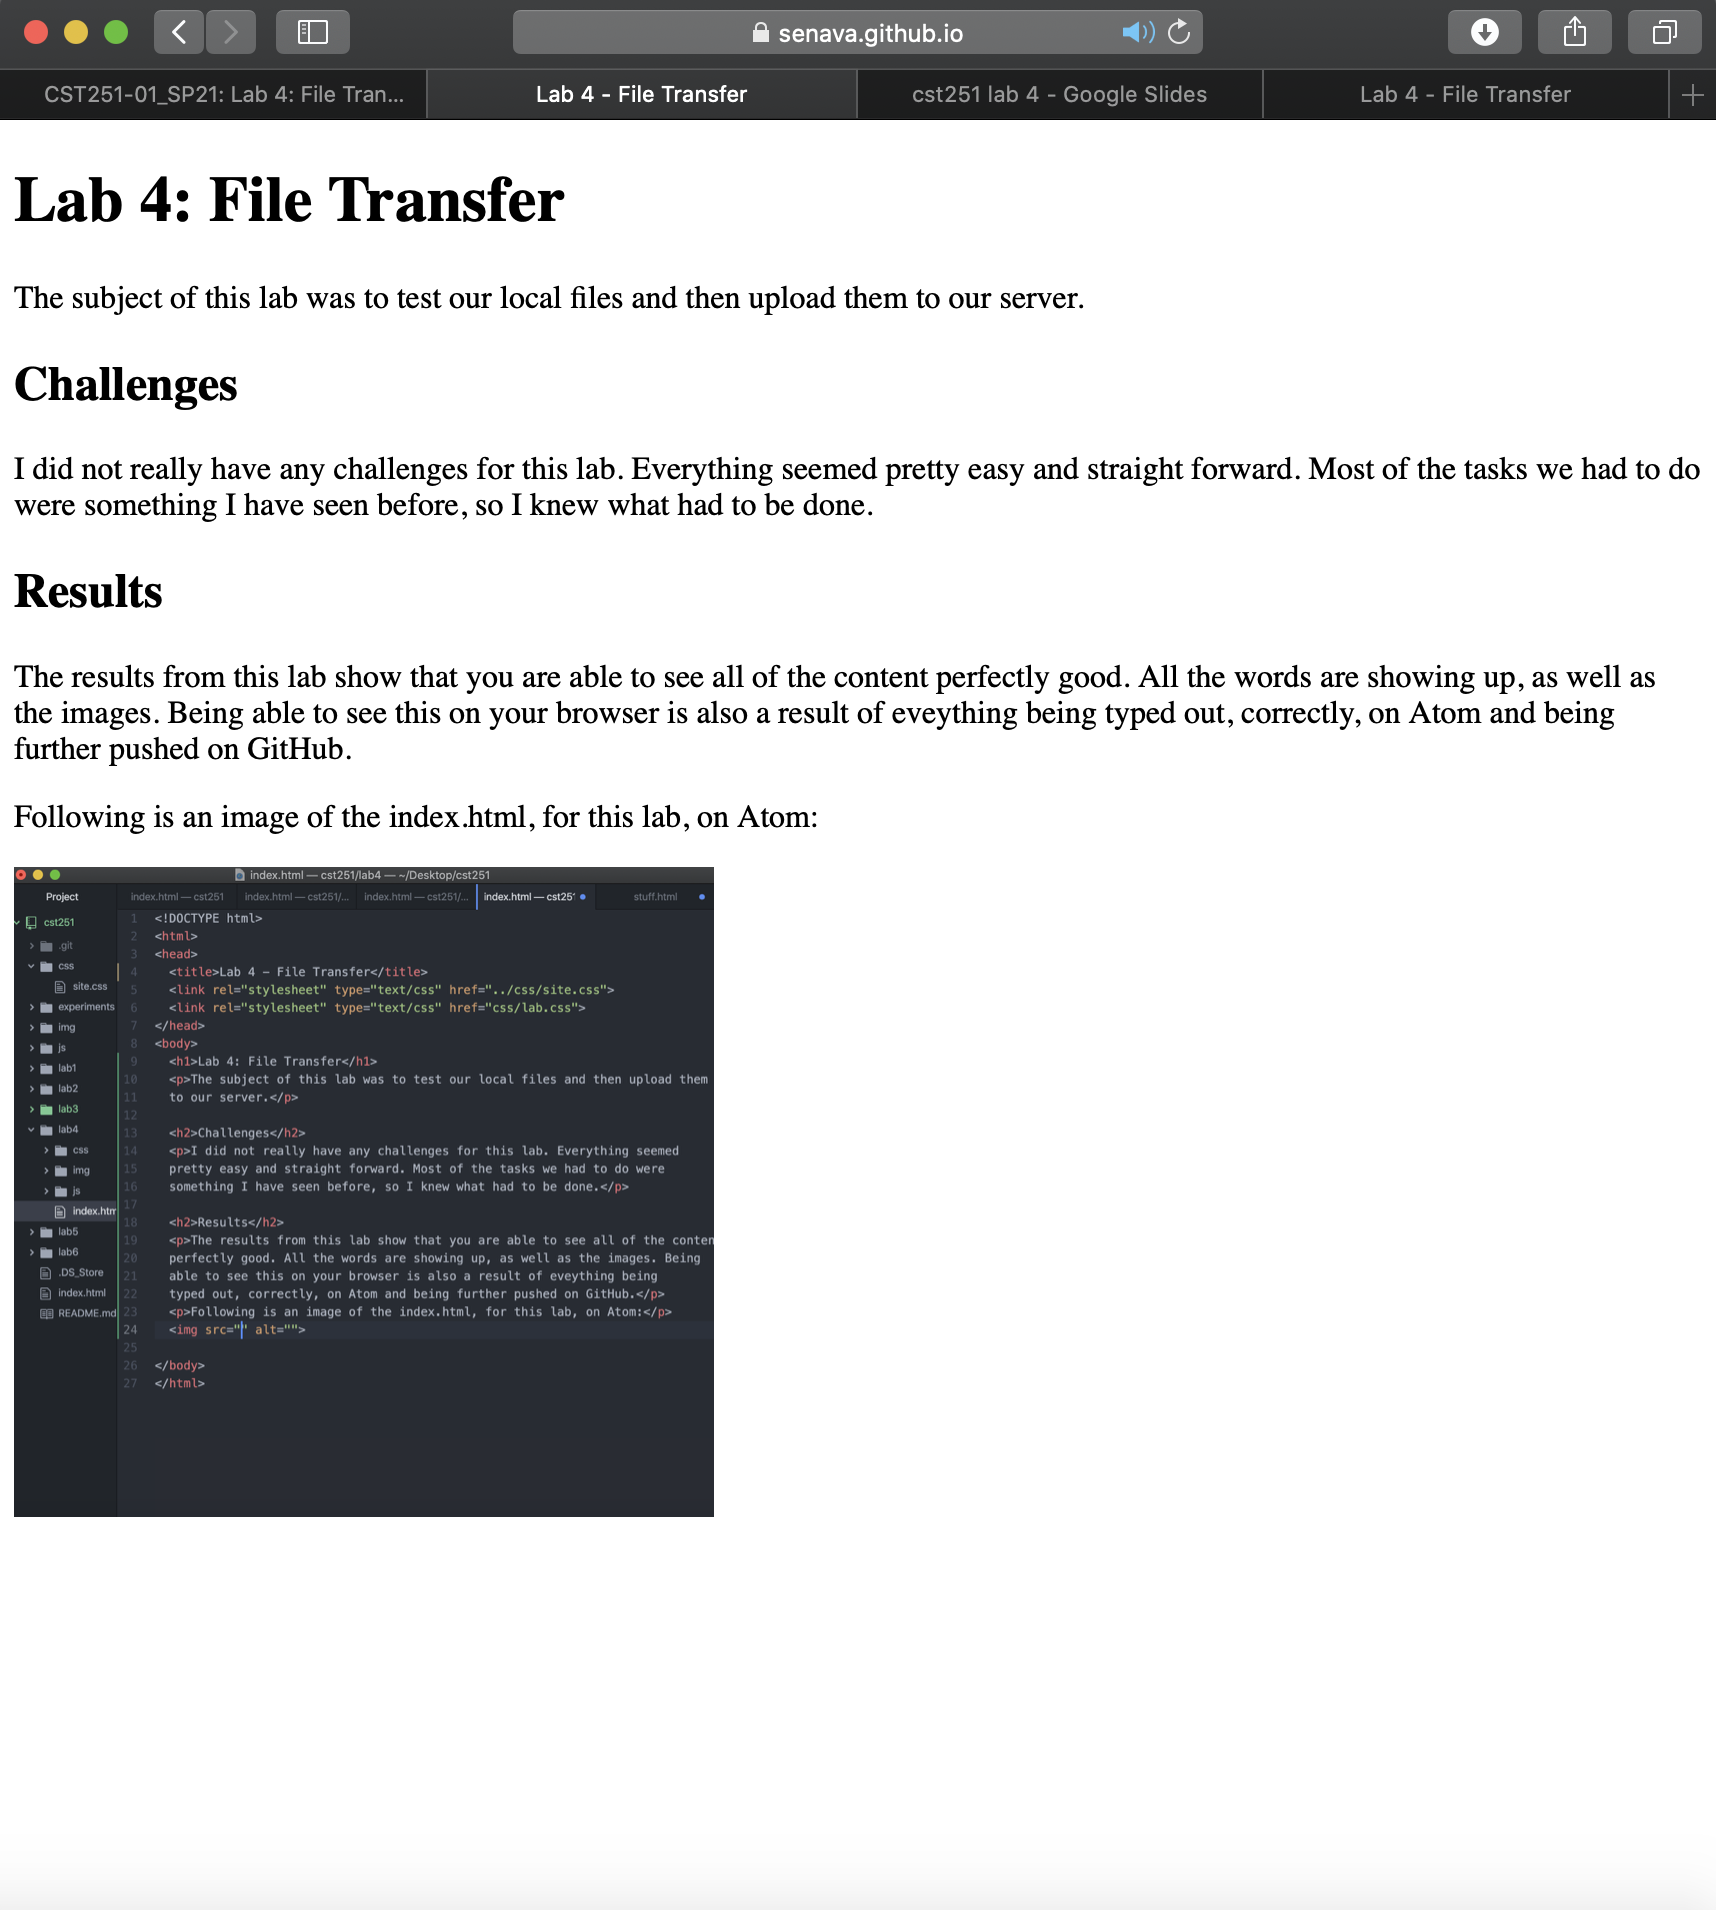 senava.github.io
CST251-01_SP21: Lab 4: File Tran...
Lab 4 - File Transfer
cst251 lab 4 - Google Slides
Lab 4 - File Transfer
Lab 4: File Transfer
The subject of this lab was to test our local files and then upload them to our server.
Challenges
I did not really have any challenges for this lab. Everything seemed pretty easy and straight forward. Most of the tasks we had to do
were something I have seen before, so I knew what had to be done.
Results
The results from this lab show that you are able to see all of the content perfectly good. All the words are showing up, as well as
the images. Being able to see this on your browser is also a result of eveything being typed out, correctly, on Atom and being
further pushed on GitHub.
Following is an image of the index.html, for this lab, on Atom:
index.html — cst251/lab4 — ~/Desktop/cst251
Project
index.html — cst251
index.html — cst251/...
index.html — cst251/...
index.html — cst251
stuff.html
cst251
.git
css
site.css
experiments
img
js
lab1
lab2
lab3
lab4
css
img
js
index.htm
lab5
lab6
.DS_Store
index.html
README.md
1 <!DOCTYPE html>
2 <html>
3 <head>
4 <title>Lab 4 - File Transfer</title>
5 <link rel="stylesheet" type="text/css" href="../css/site.css">
6 <link rel="stylesheet" type="text/css" href="css/lab.css">
7 </head>
8 <body>
9 <h1>Lab 4: File Transfer</h1>
10 <p>The subject of this lab was to test our local files and then upload them
11 to our server.</p>
12
13 <h2>Challenges</h2>
14 <p>I did not really have any challenges for this lab. Everything seemed
15 pretty easy and straight forward. Most of the tasks we had to do were
16 something I have seen before, so I knew what had to be done.</p>
17
18 <h2>Results</h2>
19 <p>The results from this lab show that you are able to see all of the conten
20 perfectly good. All the words are showing up, as well as the images. Being
21 able to see this on your browser is also a result of eveything being
22 typed out, correctly, on Atom and being further pushed on GitHub.</p>
23 <p>Following is an image of the index.html, for this lab, on Atom:</p>
24 <img src="" alt="">
25
26 </body>
27 </html>